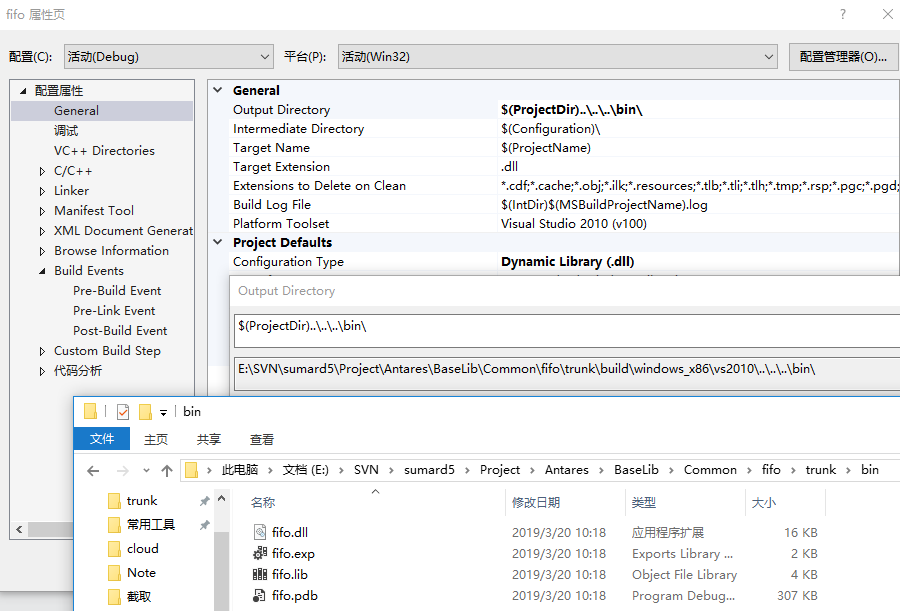 fifo 属性页
?
配置(C): 活动(Debug) 平台(P): 活动(Win32) 配置管理器(O)...
配置属性
General
调试
VC++ Directories
C/C++
Linker
Manifest Tool
XML Document Generat
Browse Information
Build Events
Pre-Build Event
Pre-Link Event
Post-Build Event
Custom Build Step
代码分析
General
Output Directory $(ProjectDir)..\..\..\bin\
Intermediate Directory $(Configuration)\
Target Name $(ProjectName)
Target Extension .dll
Extensions to Delete on Clean *.cdf;*.cache;*.obj;*.ilk;*.resources;*.tlb;*.tli;*.tlh;*.tmp;*.rsp;*.pgc;*.pgd;
Build Log File $(IntDir)$(MSBuildProjectName).log
Platform Toolset Visual Studio 2010 (v100)
Project Defaults
Configuration Type Dynamic Library (.dll)
Output Directory
$(ProjectDir)..\..\..\bin\
E:\SVN\sumard5\Project\Antares\BaseLib\Common\fifo\trunk\build\windows_x86\vs2010\..\..\..\bin\
bin
文件 主页 共享 查看
此电脑 › 文档 (E:) › SVN › sumard5 › Project › Antares › BaseLib › Common › fifo › trunk › bin
trunk
常用工具
cloud
Note
截取
名称 修改日期 类型 大小
fifo.dll 2019/3/20 10:18 应用程序扩展 16 KB
fifo.exp 2019/3/20 10:18 Exports Library ... 2 KB
fifo.lib 2019/3/20 10:18 Object File Library 4 KB
fifo.pdb 2019/3/20 10:18 Program Debug... 307 KB